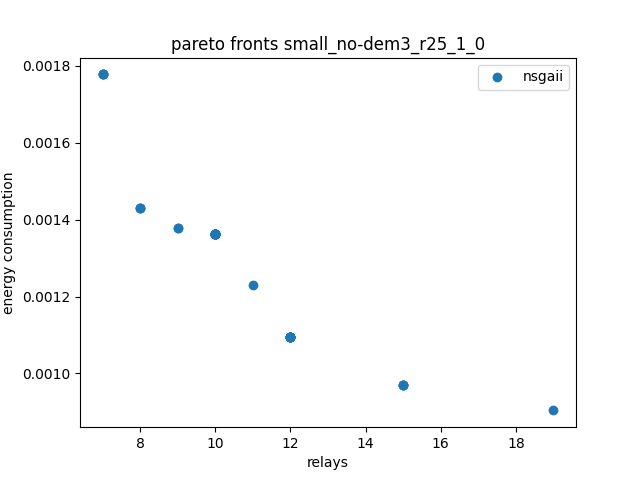 pareto fronts small_no-dem3_r25_1_0
nsgaii
0.0018
0.0016
0.0014
0.0012
0.0010
energy consumption
8
10
12
14
16
18
relays